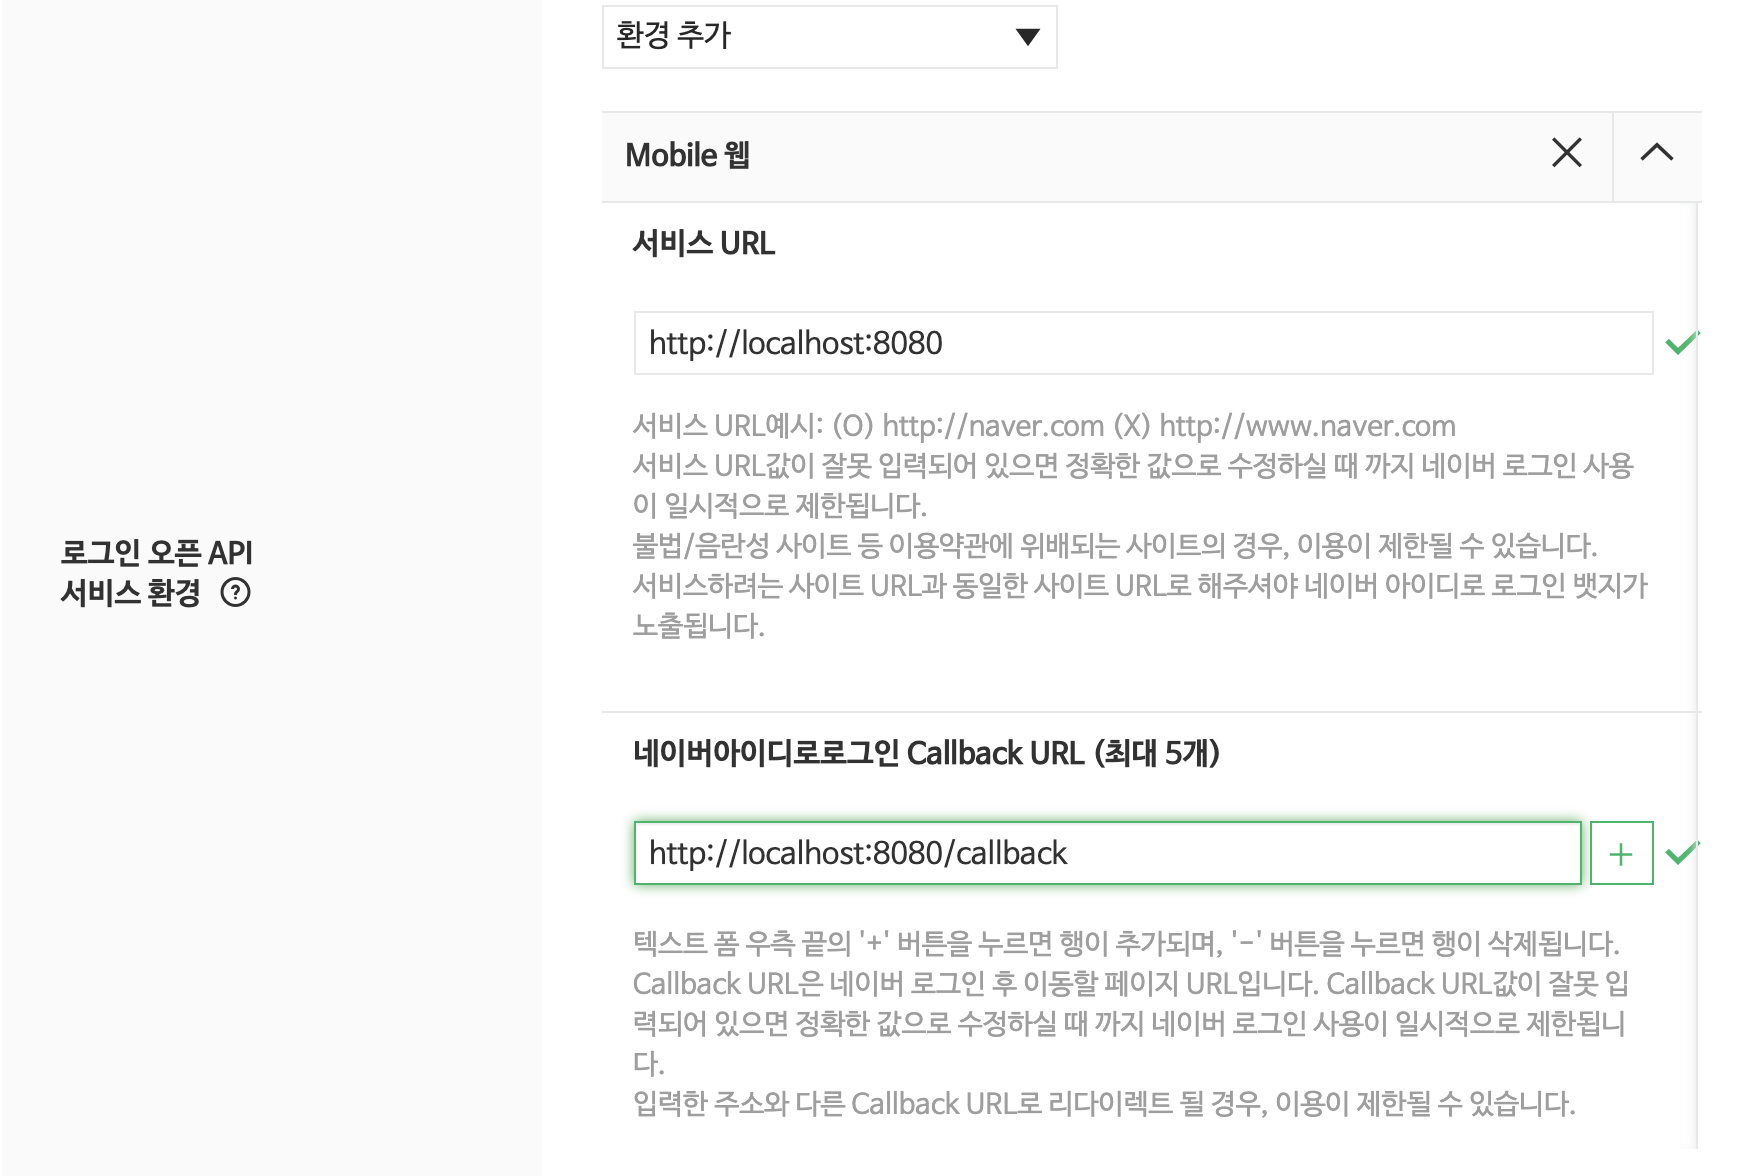 환경 추가
Mobile 웹
서비스 URL
http://localhost:8080
서비스 URL예시: (O) http://naver.com (X) http://www.naver.com
서비스 URL값이 잘못 입력되어 있으면 정확한 값으로 수정하실 때 까지 네이버 로그인 사용
이 일시적으로 제한됩니다.
불법/음란성 사이트 등 이용약관에 위배되는 사이트의 경우, 이용이 제한될 수 있습니다.
서비스하려는 사이트 URL과 동일한 사이트 URL로 해주셔야 네이버 아이디로 로그인 뱃지가
노출됩니다.
로그인 오픈 API
서비스 환경 ?
네이버아이디로로그인 Callback URL (최대 5개)
http://localhost:8080/callback
+
텍스트 폼 우측 끝의 '+' 버튼을 누르면 행이 추가되며, '-' 버튼을 누르면 행이 삭제됩니다.
Callback URL은 네이버 로그인 후 이동할 페이지 URL입니다. Callback URL값이 잘못 입
력되어 있으면 정확한 값으로 수정하실 때 까지 네이버 로그인 사용이 일시적으로 제한됩니
다.
입력한 주소와 다른 Callback URL로 리다이렉트 될 경우, 이용이 제한될 수 있습니다.